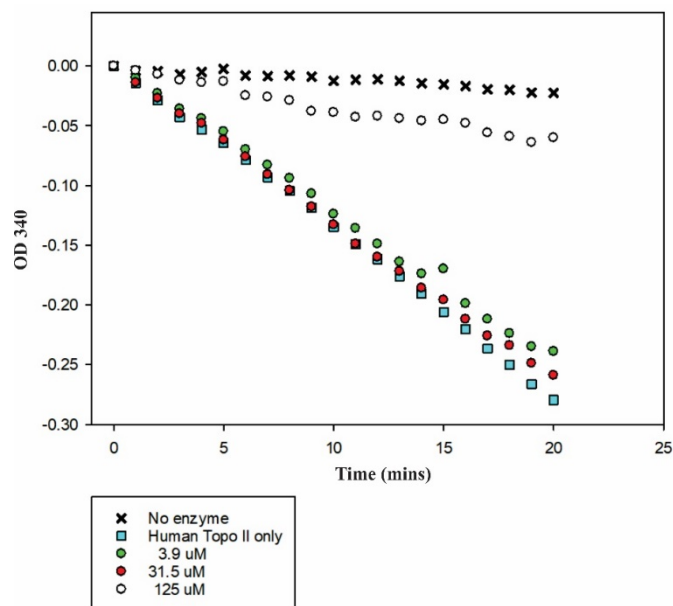 0.00
-0.05
-0.10
-0.15
-0.20
-0.25
-0.30
OD 340
0 5 10 15 20 25
Time (mins)
No enzyme
Human Topo II only
3.9 uM
31.5 uM
125 uM